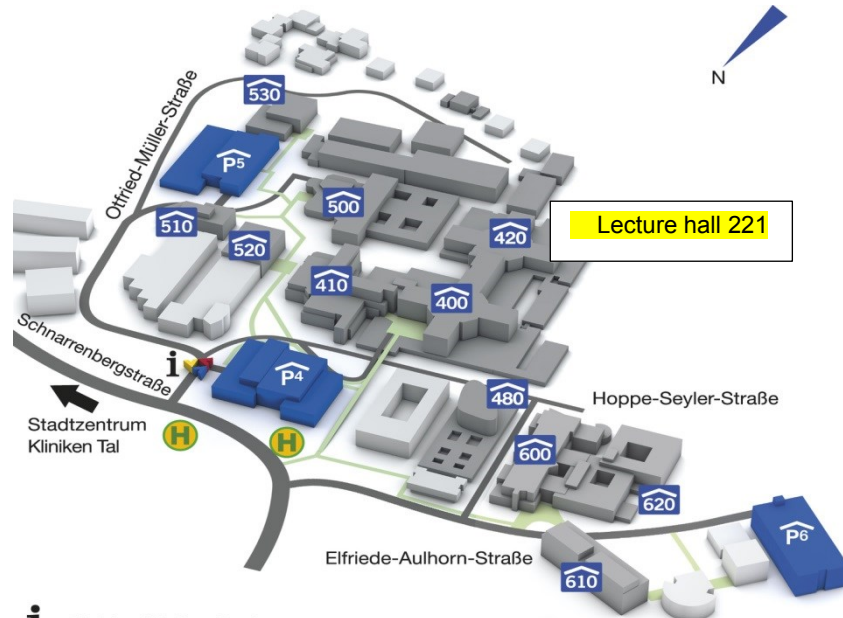 N
530
Otfried-Müller-Straße
P5
500
510
420
Lecture hall 221
520
410
400
Schnarrenbergstraße
i
P4
480
Hoppe-Seyler-Straße
Stadtzentrum
Kliniken Tal
H
H
600
620
Elfriede-Aulhorn-Straße
P6
610
i